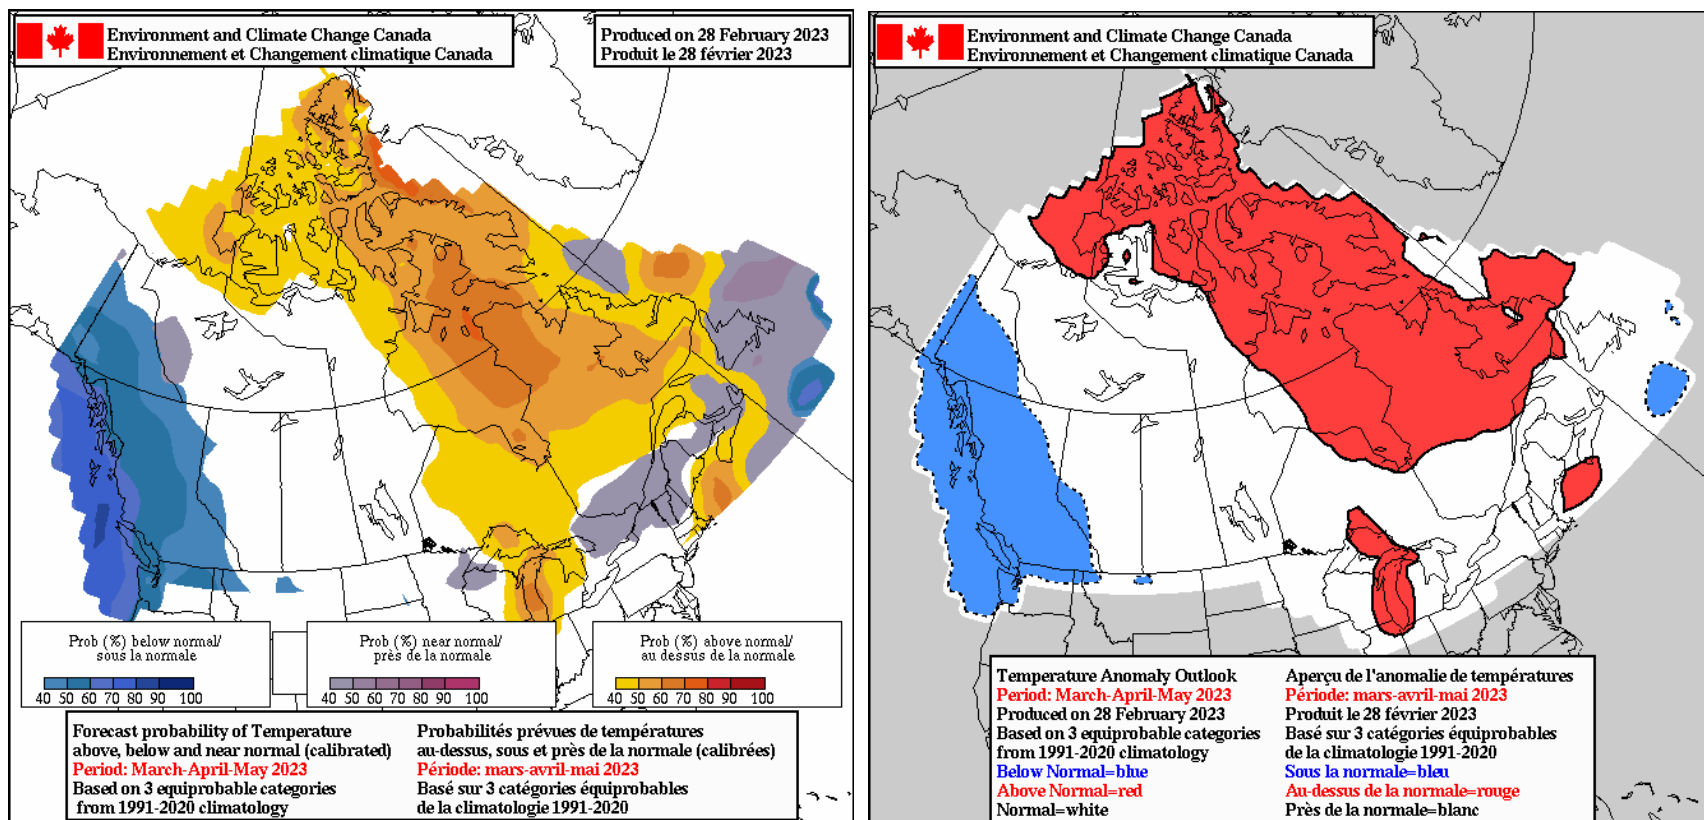 Environment and Climate Change Canada
Environnement et Changement climatique Canada
Produced on 28 February 2023
Produit le 28 février 2023
Prob (%) below normal/
sous la normale
40 50 60 70 80 90 100
Prob (%) near normal/
près de la normale
40 50 60 70 80 90 100
Prob (%) above normal/
au dessus de la normale
40 50 60 70 80 90 100
Forecast probability of Temperature
above, below and near normal (calibrated)
Period: March-April-May 2023
Based on 3 equiprobable categories
from 1991-2020 climatology
Probabilités prévues de températures
au-dessus, sous et près de la normale (calibrées)
Période: mars-avril-mai 2023
Basé sur 3 catégories équiprobables
de la climatologie 1991-2020
Environment and Climate Change Canada
Environnement et Changement climatique Canada
Temperature Anomaly Outlook
Period: March-April-May 2023
Produced on 28 February 2023
Based on 3 equiprobable categories
from 1991-2020 climatology
Below Normal=blue
Above Normal=red
Normal=white
Aperçu de l'anomalie de températures
Période: mars-avril-mai 2023
Produit le 28 février 2023
Basé sur 3 catégories équiprobables
de la climatologie 1991-2020
Sous la normale=bleu
Au-dessus de la normale=rouge
Près de la normale=blanc